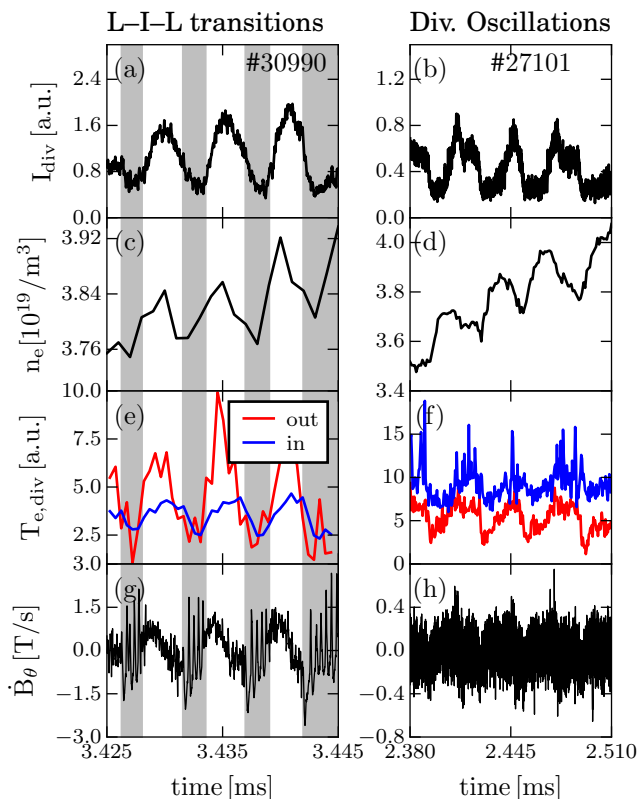 L–I–L transitions
Div. Oscillations
(a)
#30990
(b)
#27101
I_div [a.u.]
2.4
1.6
0.8
0.0
1.2
0.8
0.4
0.0
(c)
(d)
n_e[10^19/m^3]
3.92
3.84
3.76
4.0
3.8
3.6
3.4
(e)
out
in
(f)
T_e,div [a.u.]
10.0
7.5
5.0
2.5
3.0
15
10
5
0
(g)
(h)
Ḃ_θ [T/s]
1.5
0.0
−1.5
−3.0
0.4
0.0
−0.4
−0.8
3.425
3.435
3.445
2.380
2.445
2.510
time [ms]
time [ms]